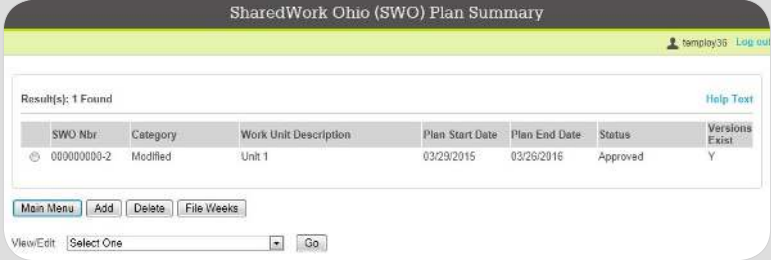 SharedWork Ohio (SWO) Plan Summary
temploy36 Log out
Result(s): 1 Found Help Text
SWO Nbr Category Work Unit Description Plan Start Date Plan End Date Status Versions Exist
000000000-2 Modified Unit 1 03/29/2015 03/26/2016 Approved Y
Main Menu Add Delete File Weeks
View/Edit Select One Go